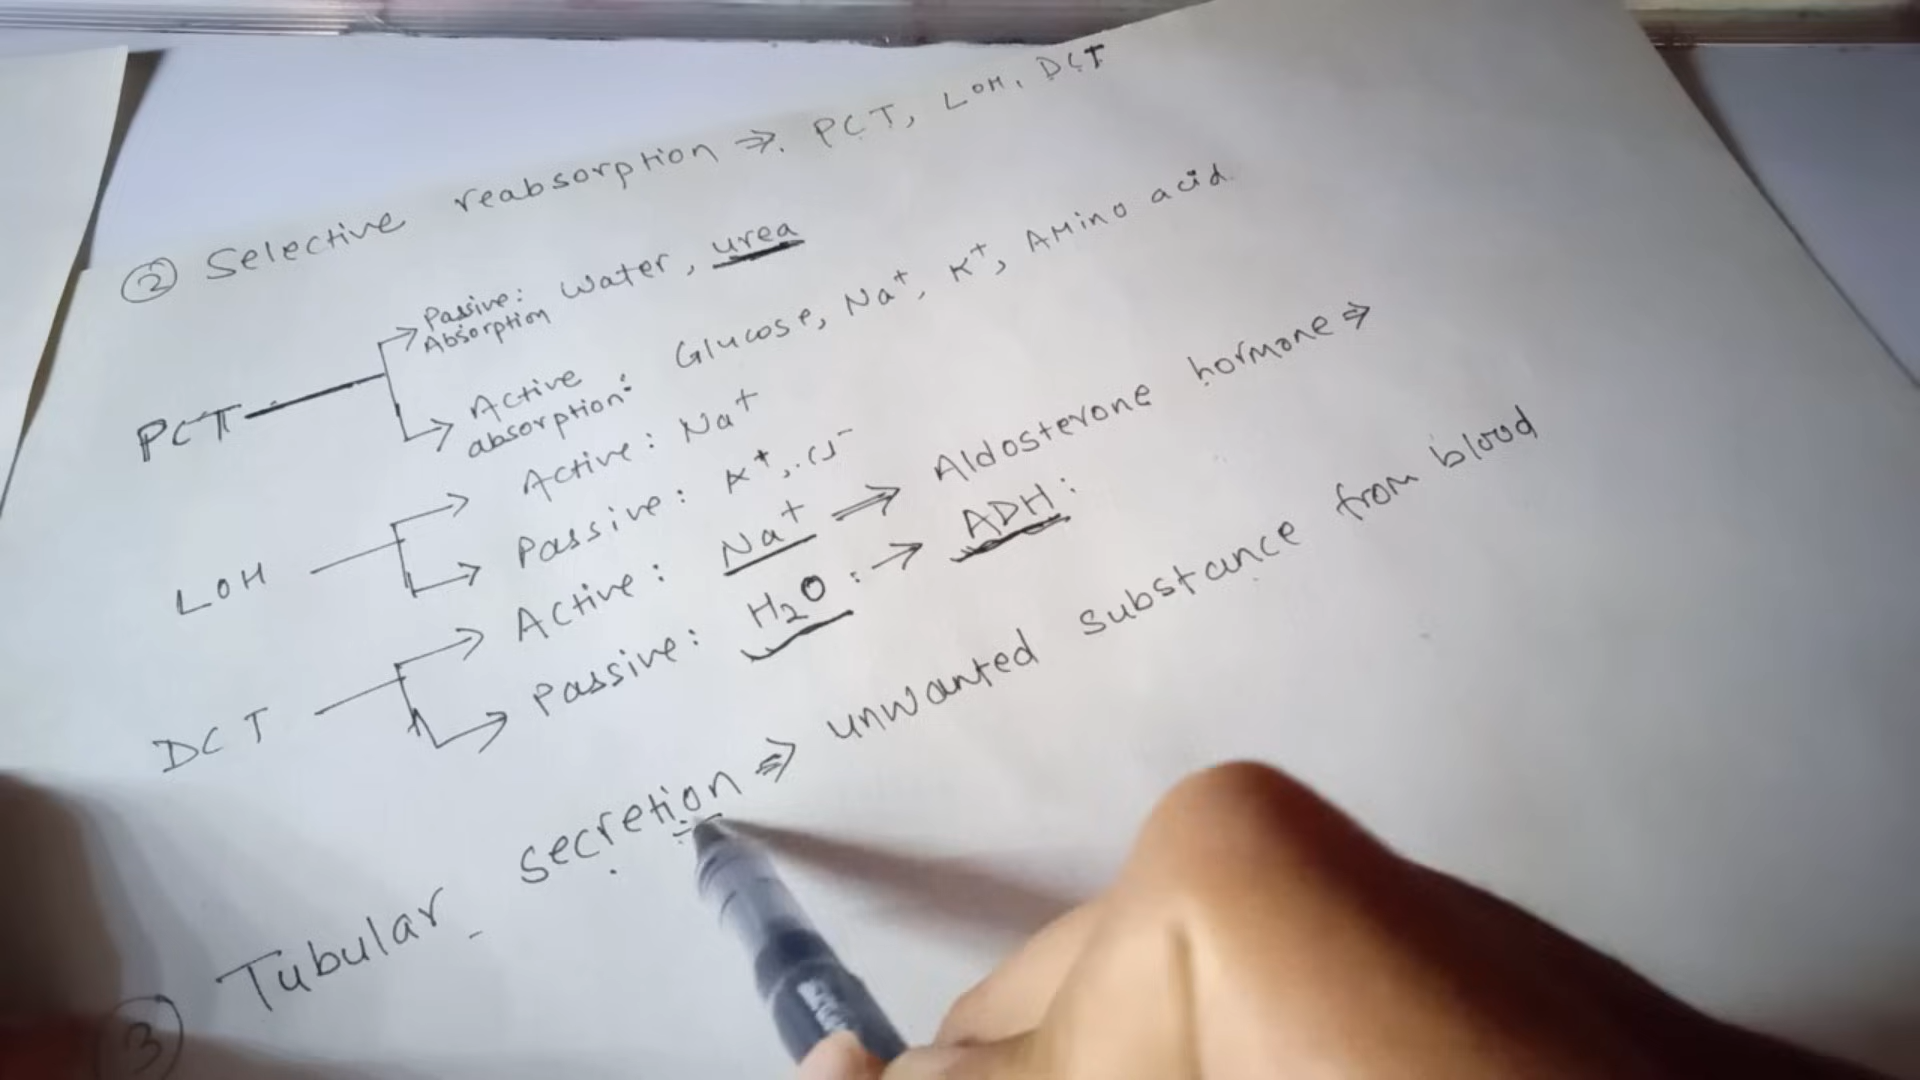 ② Selective reabsorption ⇒. PCT, LOH, DCT
PCT
Passive: Absorption Water, urea
Active absorption: Glucose, Na⁺, K⁺, AMino acid
LOH
Active: Na⁺
Passive: K⁺, Cl⁻
DCT
Active: Na⁺ ⇒ Aldosterone hormone ⇒
Passive: H₂O: → ADH:
③ Tubular secretion ⇒ unwanted substance from blood